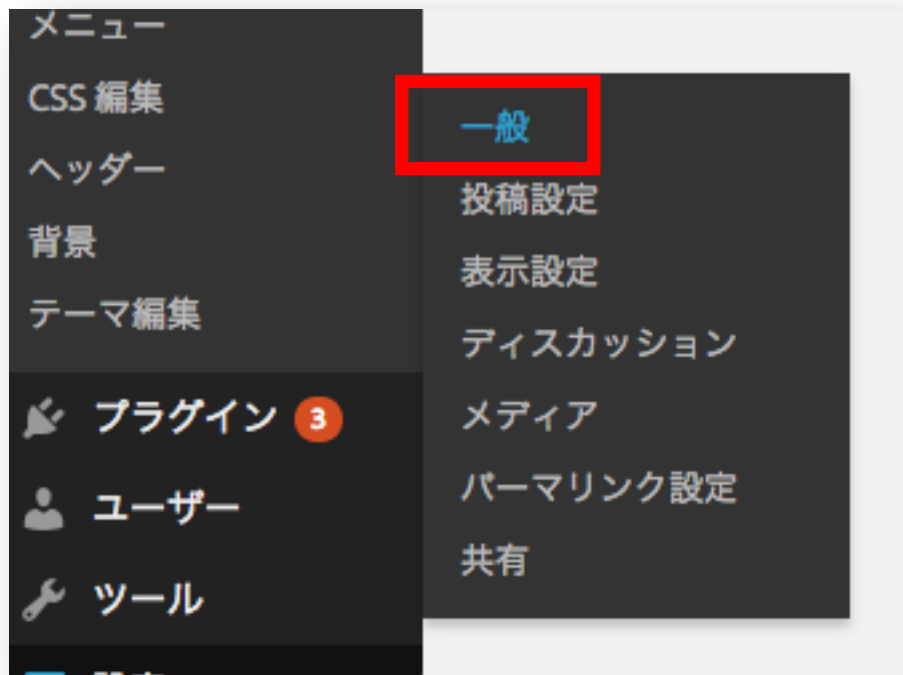 メニュー
CSS 編集
ヘッダー
背景
テーマ編集
プラグイン 3
ユーザー
ツール
一般
投稿設定
表示設定
ディスカッション
メディア
パーマリンク設定
共有